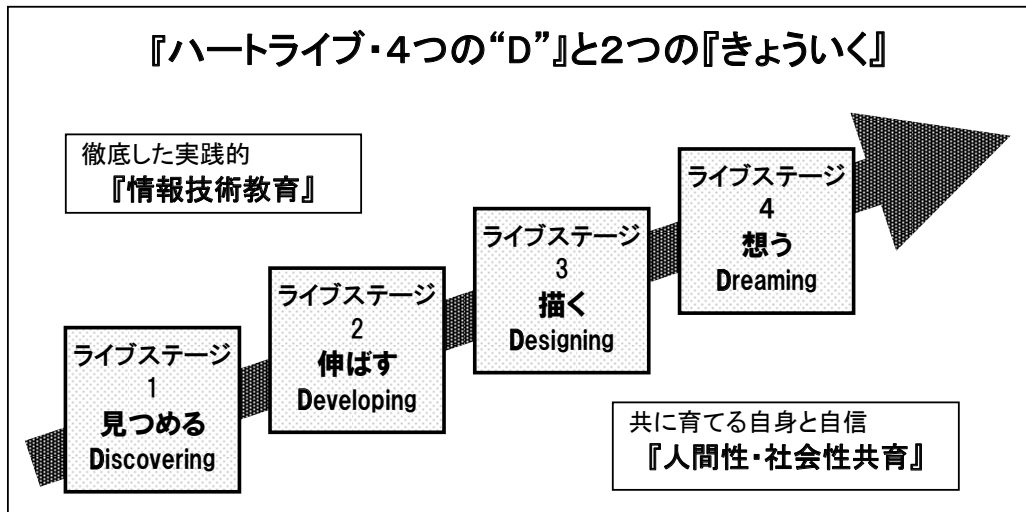 『ハートライブ・４つの“Ｄ”』と２つの『きょういく』
徹底した実践的
『情報技術教育』
ライブステージ
1
見つめる
Discovering
ライブステージ
2
伸ばす
Developing
ライブステージ
3
描く
Designing
ライブステージ
4
想う
Dreaming
共に育てる自身と自信
『人間性・社会性共育』